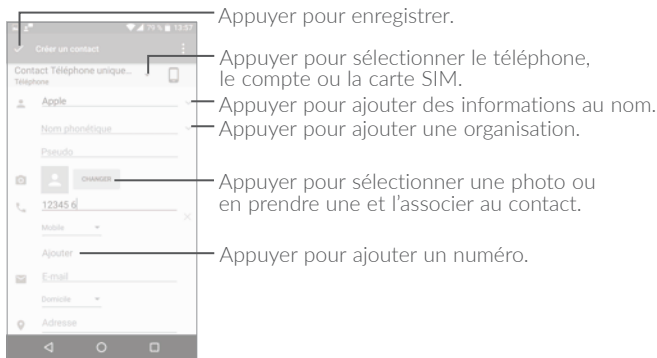 79 % 13:57
Créer un contact
Contact Téléphone unique...
Téléphone
Apple
Nom phonétique
Pseudo
CHANGER
12345 6
Mobile
Ajouter
E-mail
Domicile
Adresse
Appuyer pour enregistrer.
Appuyer pour sélectionner le téléphone,
le compte ou la carte SIM.
Appuyer pour ajouter des informations au nom.
Appuyer pour ajouter une organisation.
Appuyer pour sélectionner une photo ou
en prendre une et l’associer au contact.
Appuyer pour ajouter un numéro.